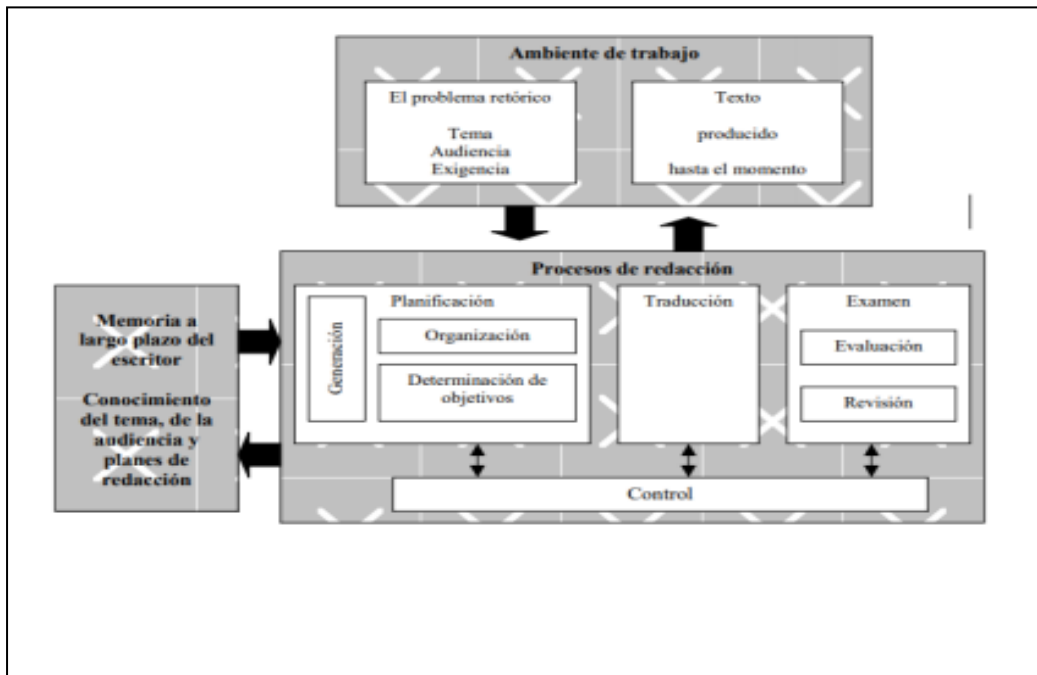 Ambiente de trabajo
El problema retórico
Tema
Audiencia
Exigencia
Texto
producido
hasta el momento
Procesos de redacción
Memoria a
largo plazo del
escritor
Conocimiento
del tema, de la
audiencia y
planes de
redacción
Planificación
Generación
Organización
Determinación de
objetivos
Traducción
Examen
Evaluación
Revisión
Control